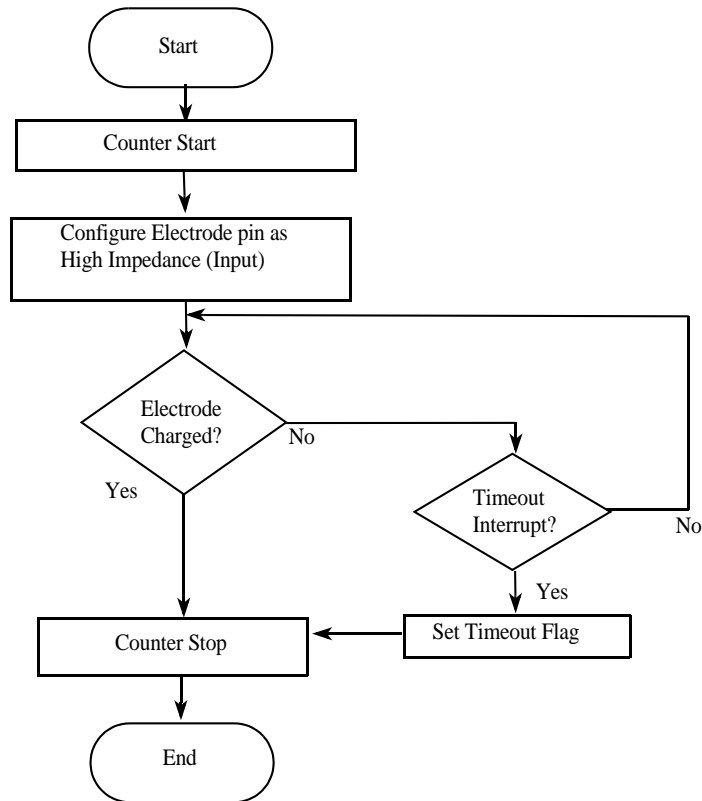 Start
Counter Start
Configure Electrode pin as
High Impedance (Input)
Electrode
Charged?
No
Yes
Timeout
Interrupt?
No
Yes
Set Timeout Flag
Counter Stop
End